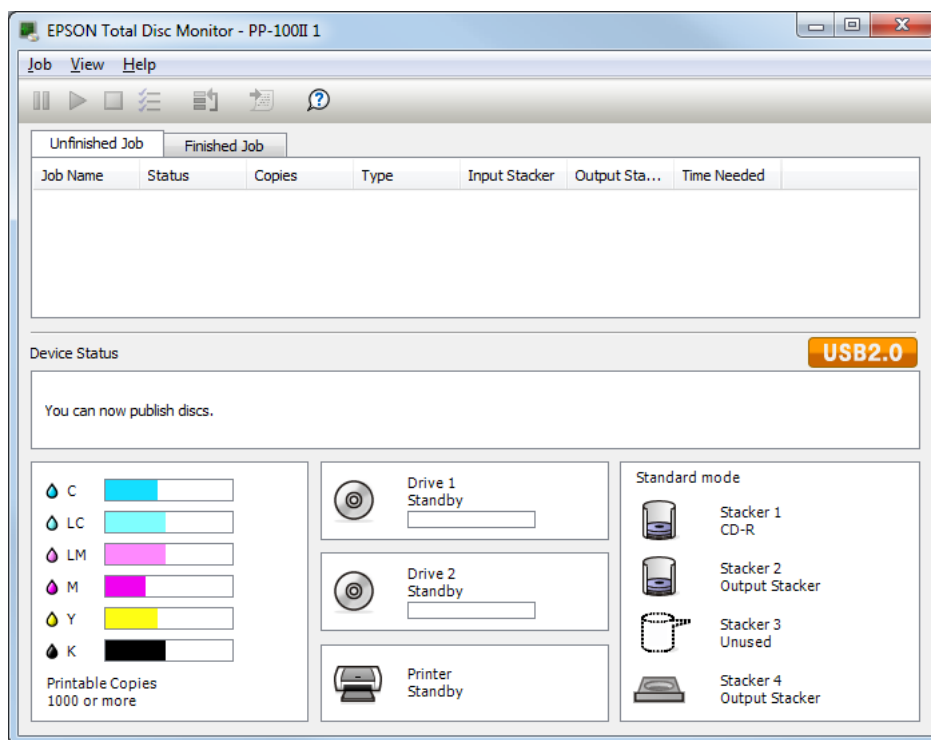 EPSON Total Disc Monitor - PP-100II 1
Job View Help
Unfinished Job Finished Job
Job Name Status Copies Type Input Stacker Output Sta... Time Needed
Device Status
USB2.0
You can now publish discs.
C
LC
LM
M
Y
K
Printable Copies
1000 or more
Drive 1
Standby
Drive 2
Standby
Printer
Standby
Standard mode
Stacker 1
CD-R
Stacker 2
Output Stacker
Stacker 3
Unused
Stacker 4
Output Stacker